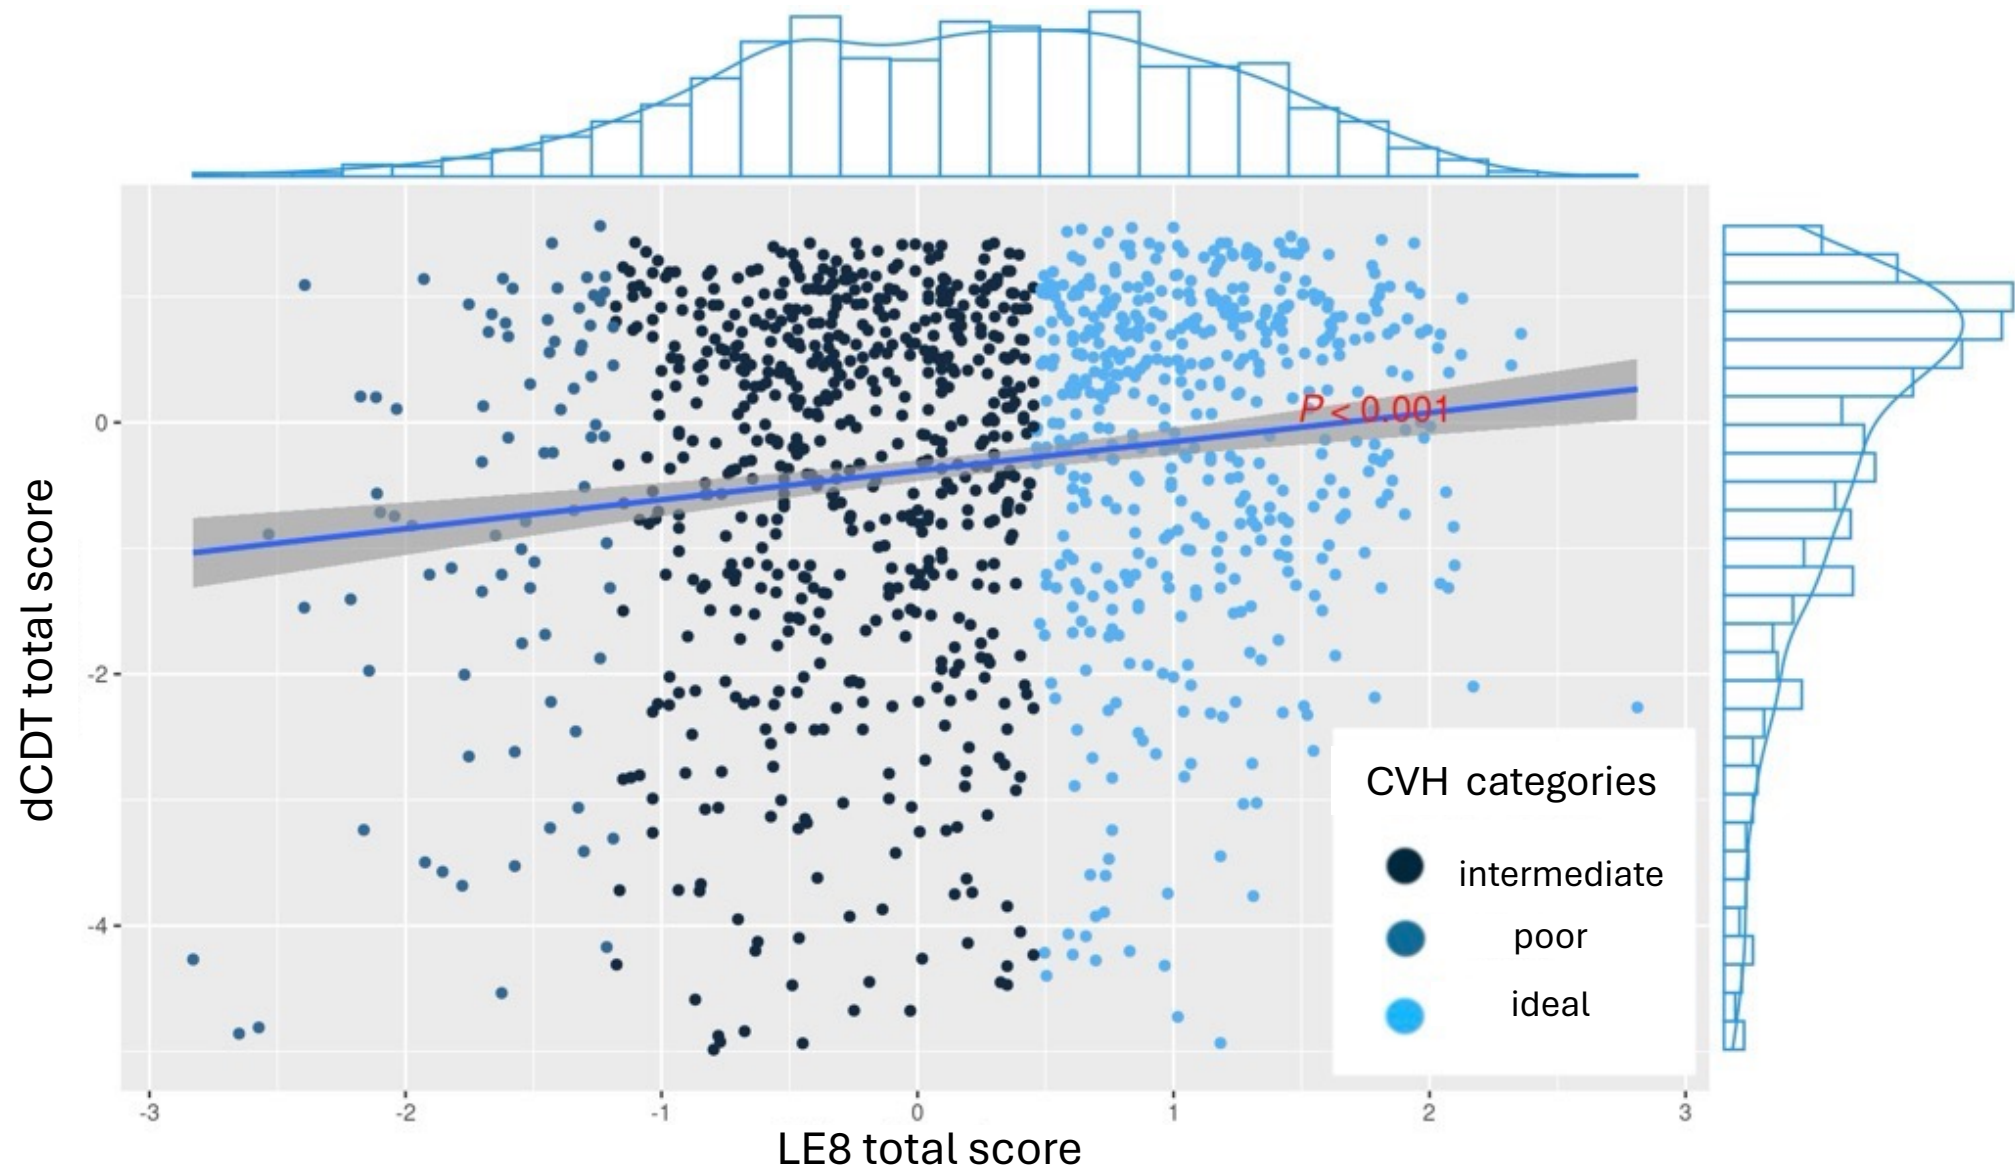 dCDT total score
0
-2
-4
P < 0.001
CVH categories
intermediate
poor
ideal
-3 -2 -1 0 1 2 3
LE8 total score